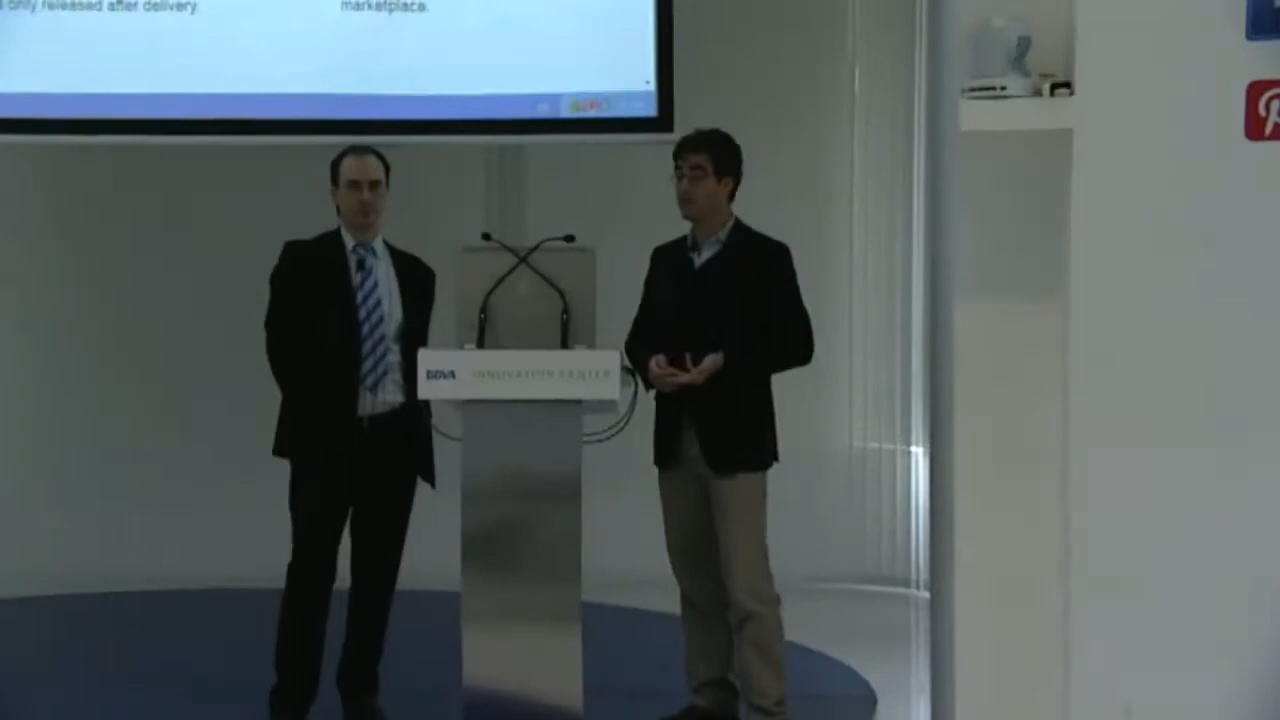 only released after delivery
marketplace.
BBVA INNOVATION CENTER